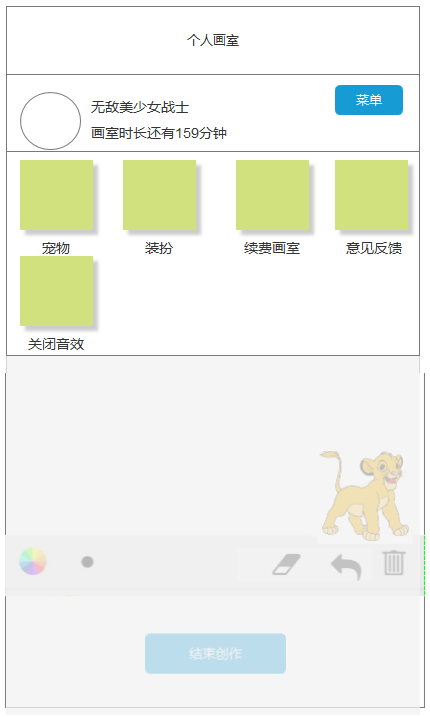 个人画室
无敌美少女战士
菜单
画室时长还有159分钟
宠物 装扮 续费画室 意见反馈
关闭音效
结束创作